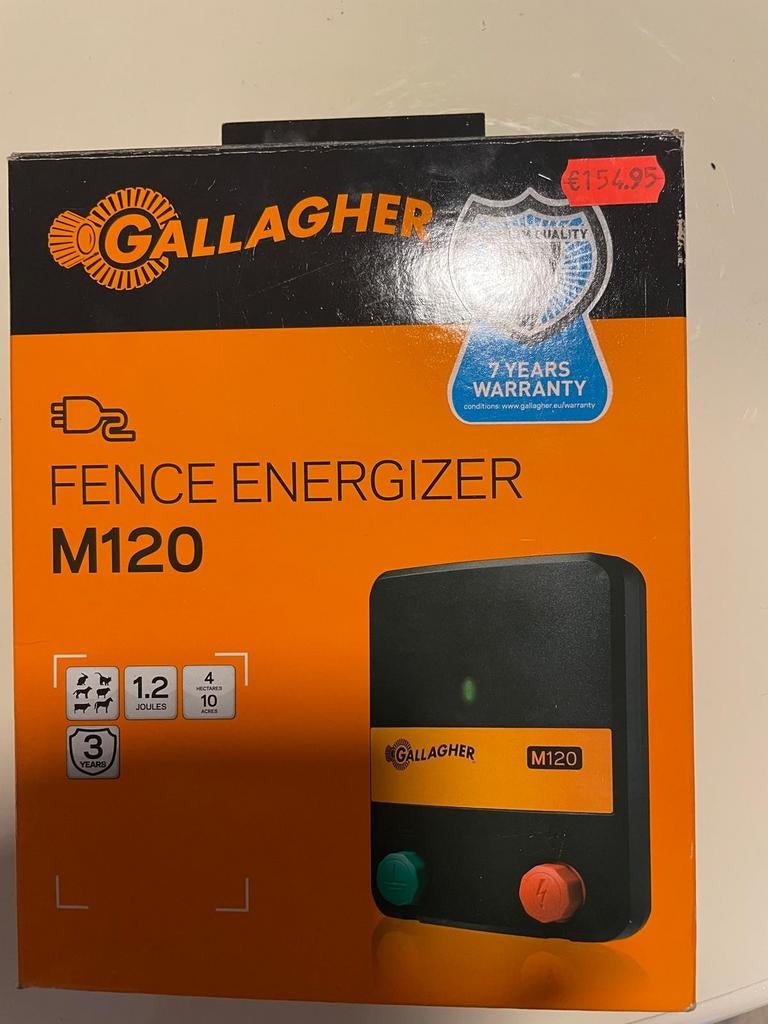 GALLAGHER
€154.95
QUALITY
7 YEARS
WARRANTY
conditions: www.gallagher.eu/warranty
FENCE ENERGIZER
M120
1.2
JOULES
4
HECTARES
10
ACRES
3
YEARS
GALLAGHER
M120